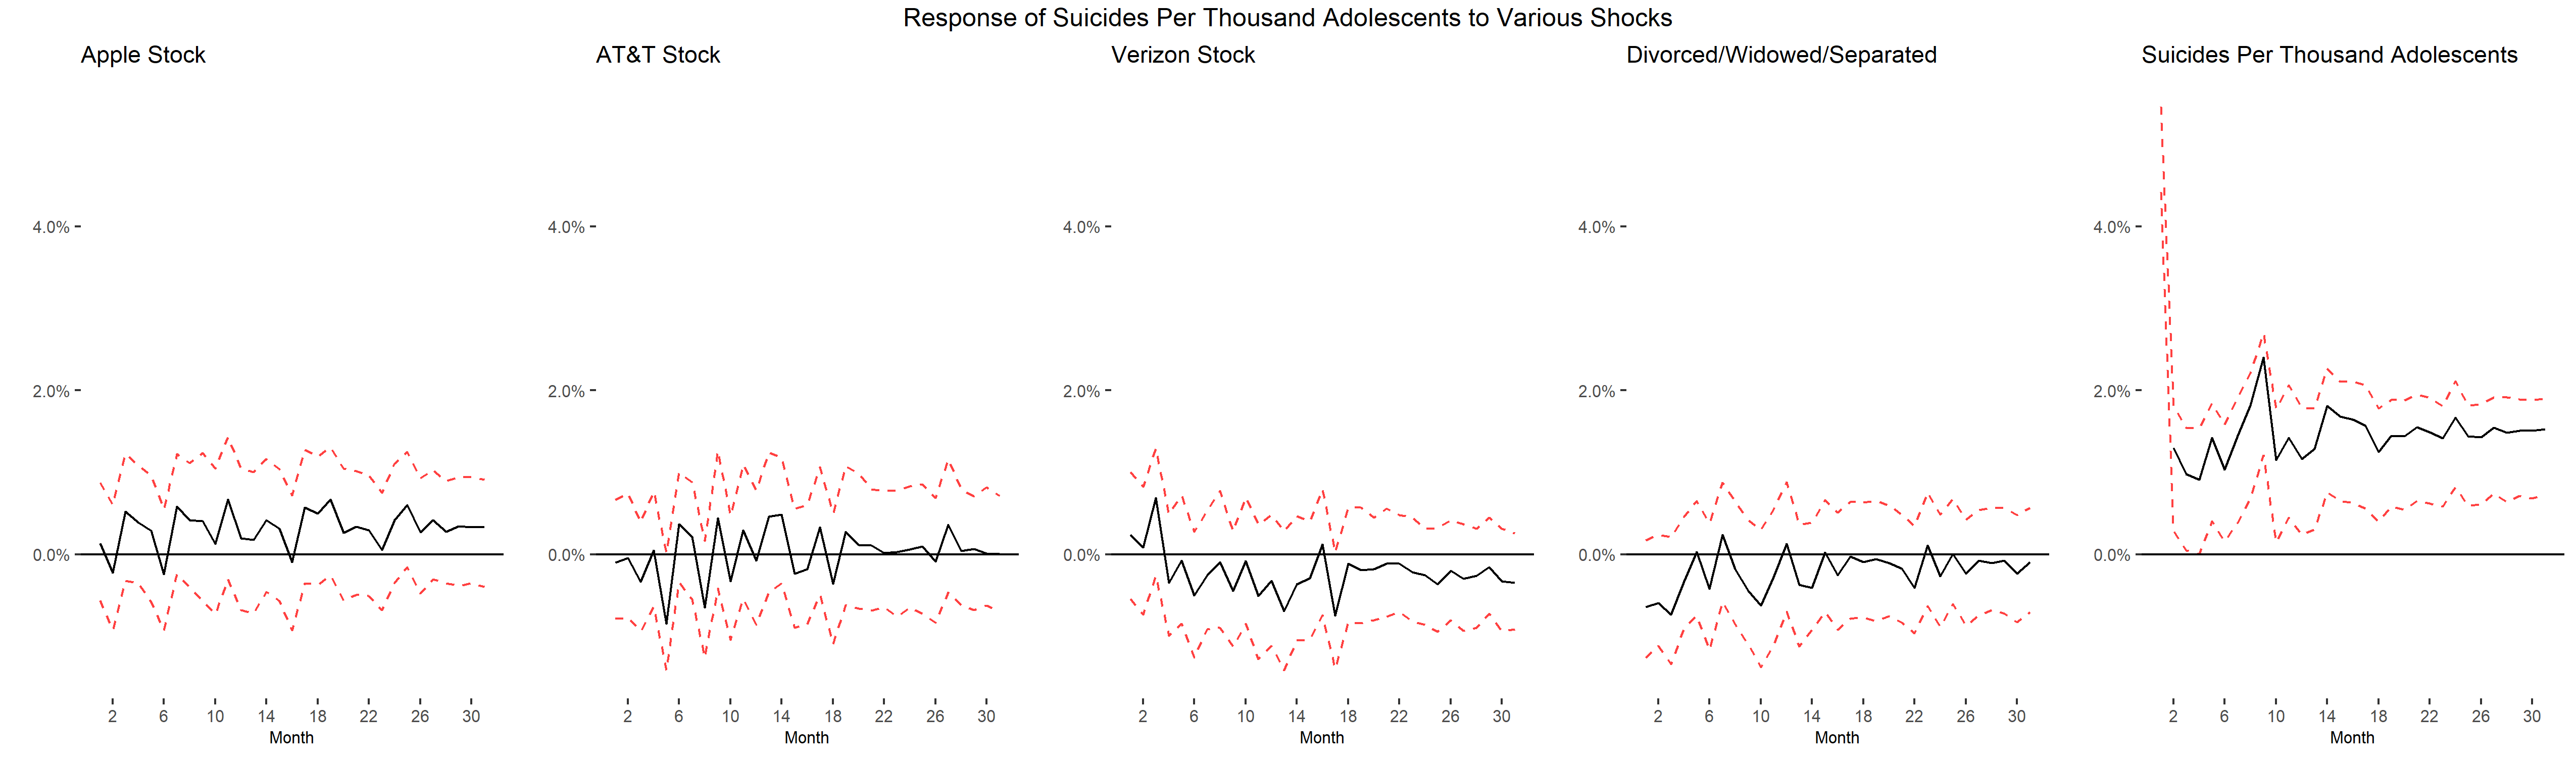 Response of Suicides Per Thousand Adolescents to Various Shocks
Apple Stock
4.0%
2.0%
0.0%
2 6 10 14 18 22 26 30
Month
AT&T Stock
4.0%
2.0%
0.0%
2 6 10 14 18 22 26 30
Month
Verizon Stock
4.0%
2.0%
0.0%
2 6 10 14 18 22 26 30
Month
Divorced/Widowed/Separated
4.0%
2.0%
0.0%
2 6 10 14 18 22 26 30
Month
Suicides Per Thousand Adolescents
4.0%
2.0%
0.0%
2 6 10 14 18 22 26 30
Month